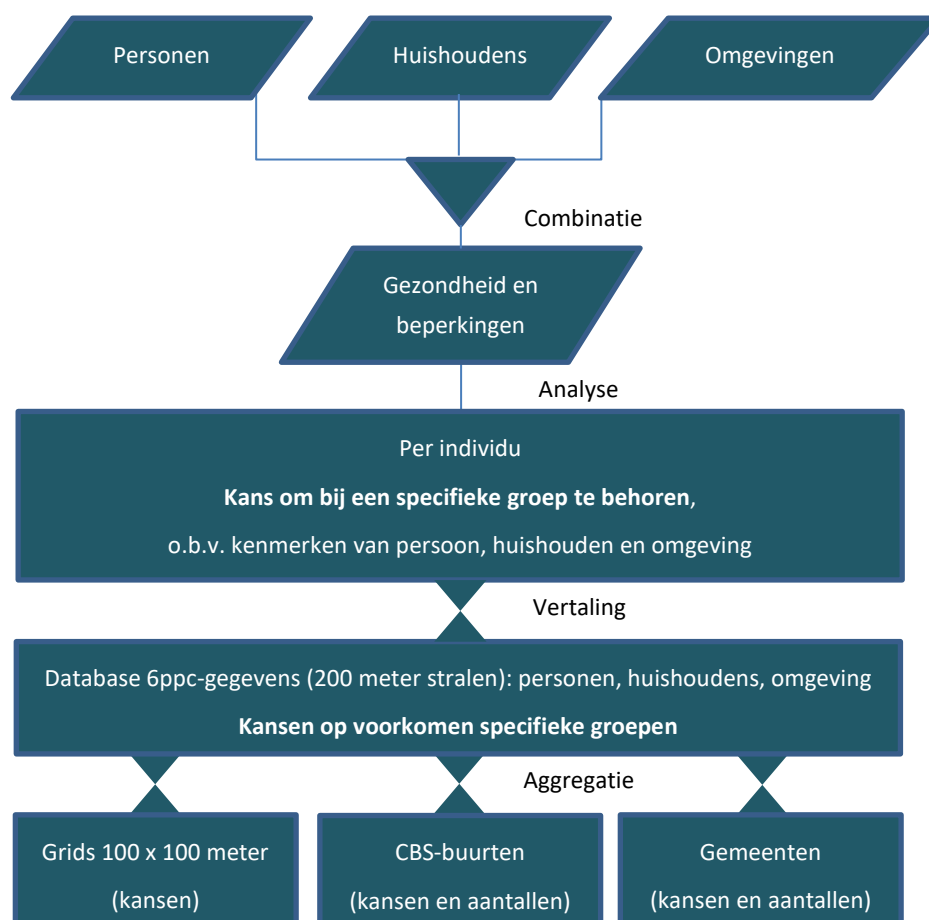 Personen
Huishoudens
Omgevingen
Combinatie
Gezondheid en
beperkingen
Analyse
Per individu
Kans om bij een specifieke groep te behoren,
o.b.v. kenmerken van persoon, huishouden en omgeving
Vertaling
Database 6ppc-gegevens (200 meter stralen): personen, huishoudens, omgeving
Kansen op voorkomen specifieke groepen
Aggregatie
Grids 100 x 100 meter
(kansen)
CBS-buurten
(kansen en aantallen)
Gemeenten
(kansen en aantallen)